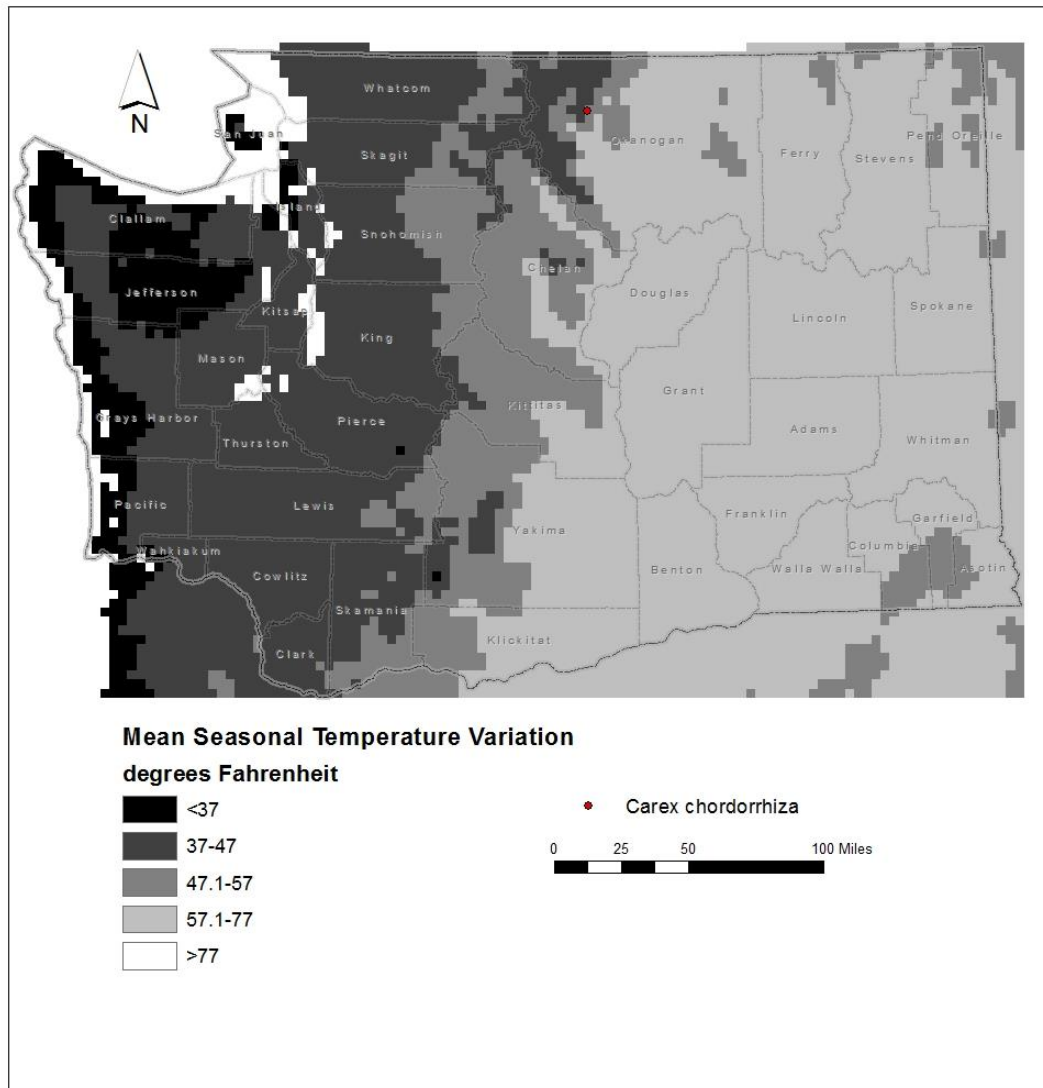 N
Whatcom
San Juan
Skagit
Okanogan
Ferry
Stevens
Pend Oreille
Island
Clallam
Snohomish
Jefferson
Chelan
Douglas
Kitsap
Lincoln
Spokane
King
Mason
Grant
Kittitas
Grays Harbor
Pierce
Adams
Thurston
Whitman
Pacific
Lewis
Yakima
Franklin
Garfield
Wahkiakum
Columbia
Cowlitz
Benton
Walla Walla
Asotin
Skamania
Klickitat
Clark
Mean Seasonal Temperature Variation
degrees Fahrenheit
<37
37-47
47.1-57
57.1-77
>77
Carex chordorrhiza
0 25 50 100 Miles